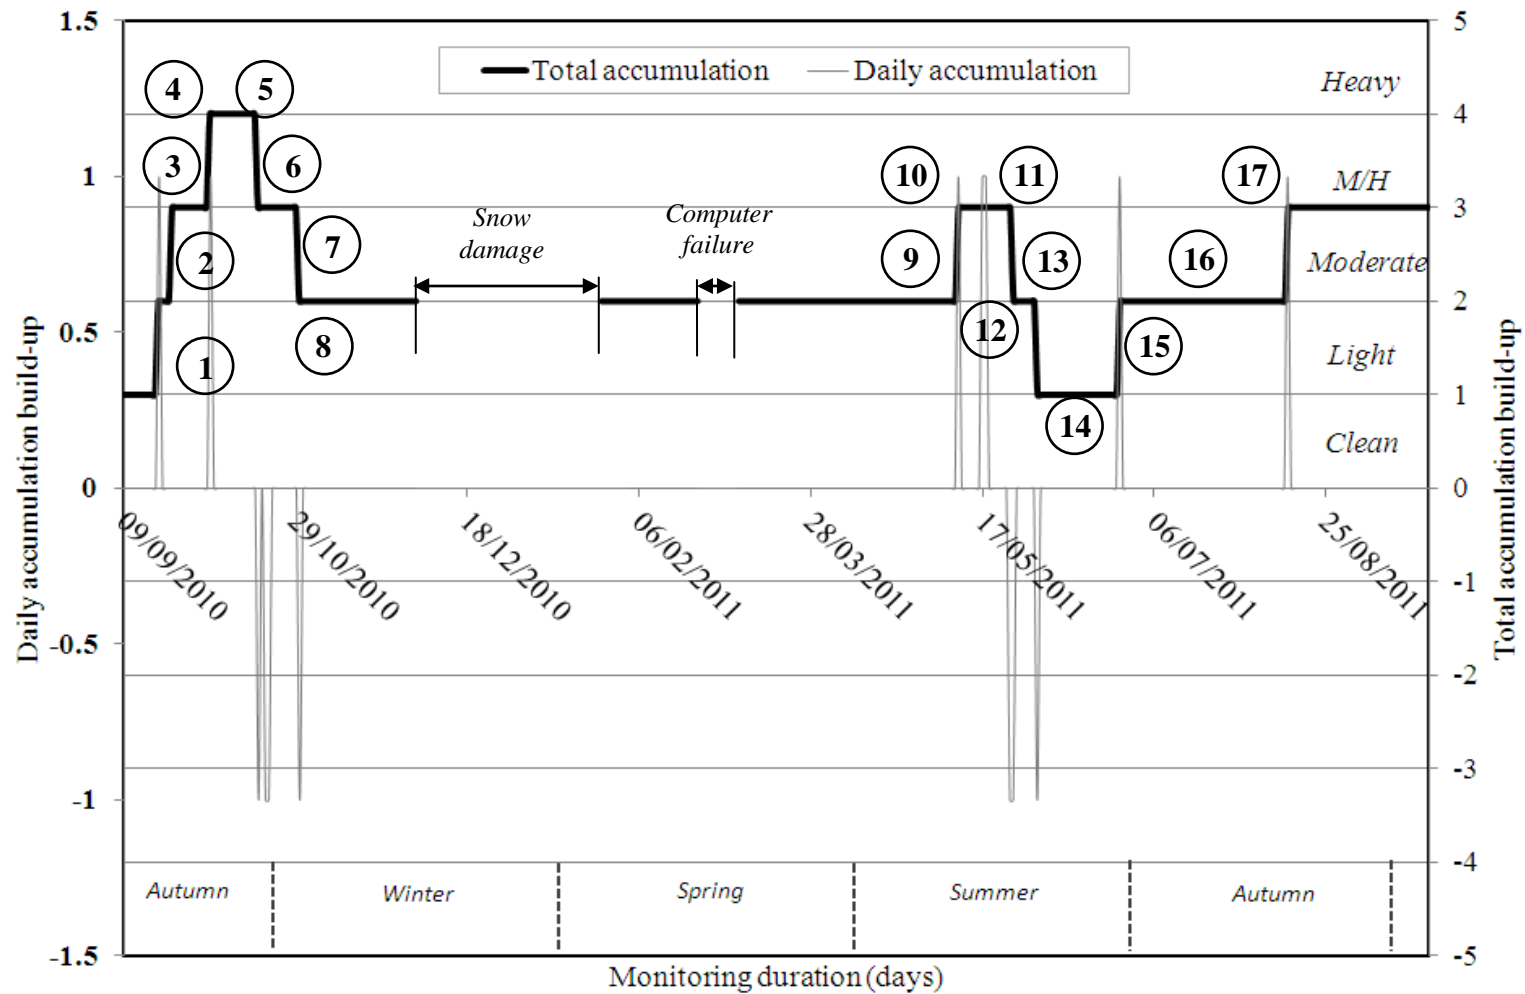 1.5
1
0.5
0
-0.5
-1
-1.5
Daily accumulation build-up
Total accumulation
Daily accumulation
4
5
3
6
2
7
1
8
Snow
damage
Computer
failure
10
11
9
12
13
14
15
16
17
Heavy
M/H
Moderate
Light
Clean
09/09/2010
29/10/2010
18/12/2010
06/02/2011
28/03/2011
17/05/2011
06/07/2011
25/08/2011
Autumn
Winter
Spring
Summer
Autumn
Monitoring duration (days)
5
4
3
2
1
0
-1
-2
-3
-4
-5
Total accumulation build-up